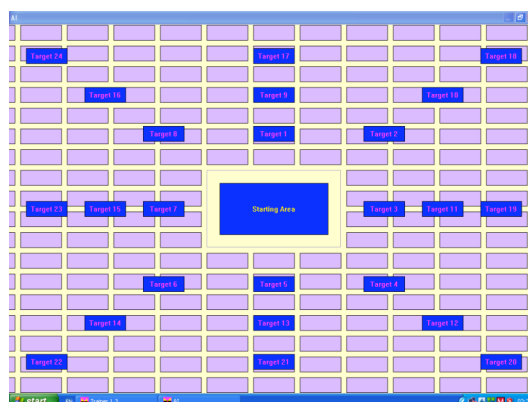 AI
Target 24 Target 17 Target 18
Target 16 Target 9 Target 10
Target 8 Target 1 Target 2
Target 23 Target 15 Target 7 Starting Area Target 3 Target 11 Target 19
Target 6 Target 5 Target 4
Target 14 Target 13 Target 12
Target 22 Target 21 Target 20
start